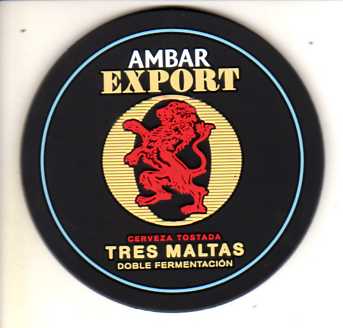 AMBAR
EXPORT
CERVEZA TOSTADA
TRES MALTAS
DOBLE FERMENTACIÓN